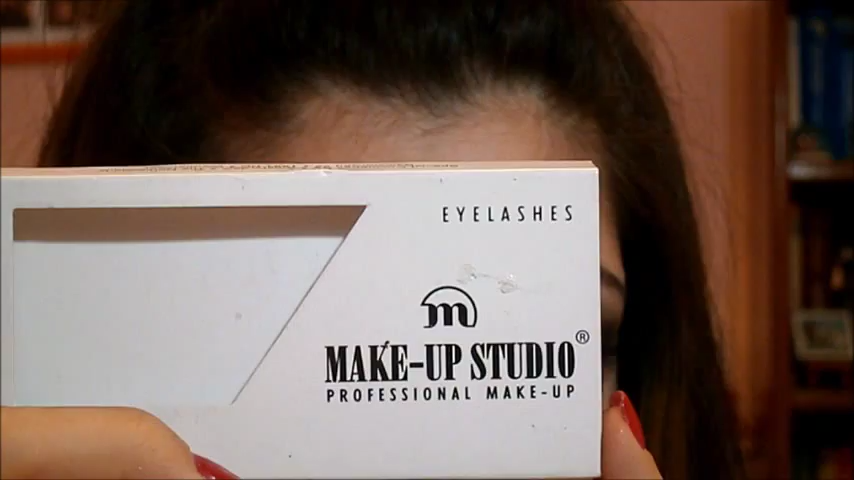 EYELASHES
m
MAKE-UP STUDIO®
PROFESSIONAL MAKE-UP